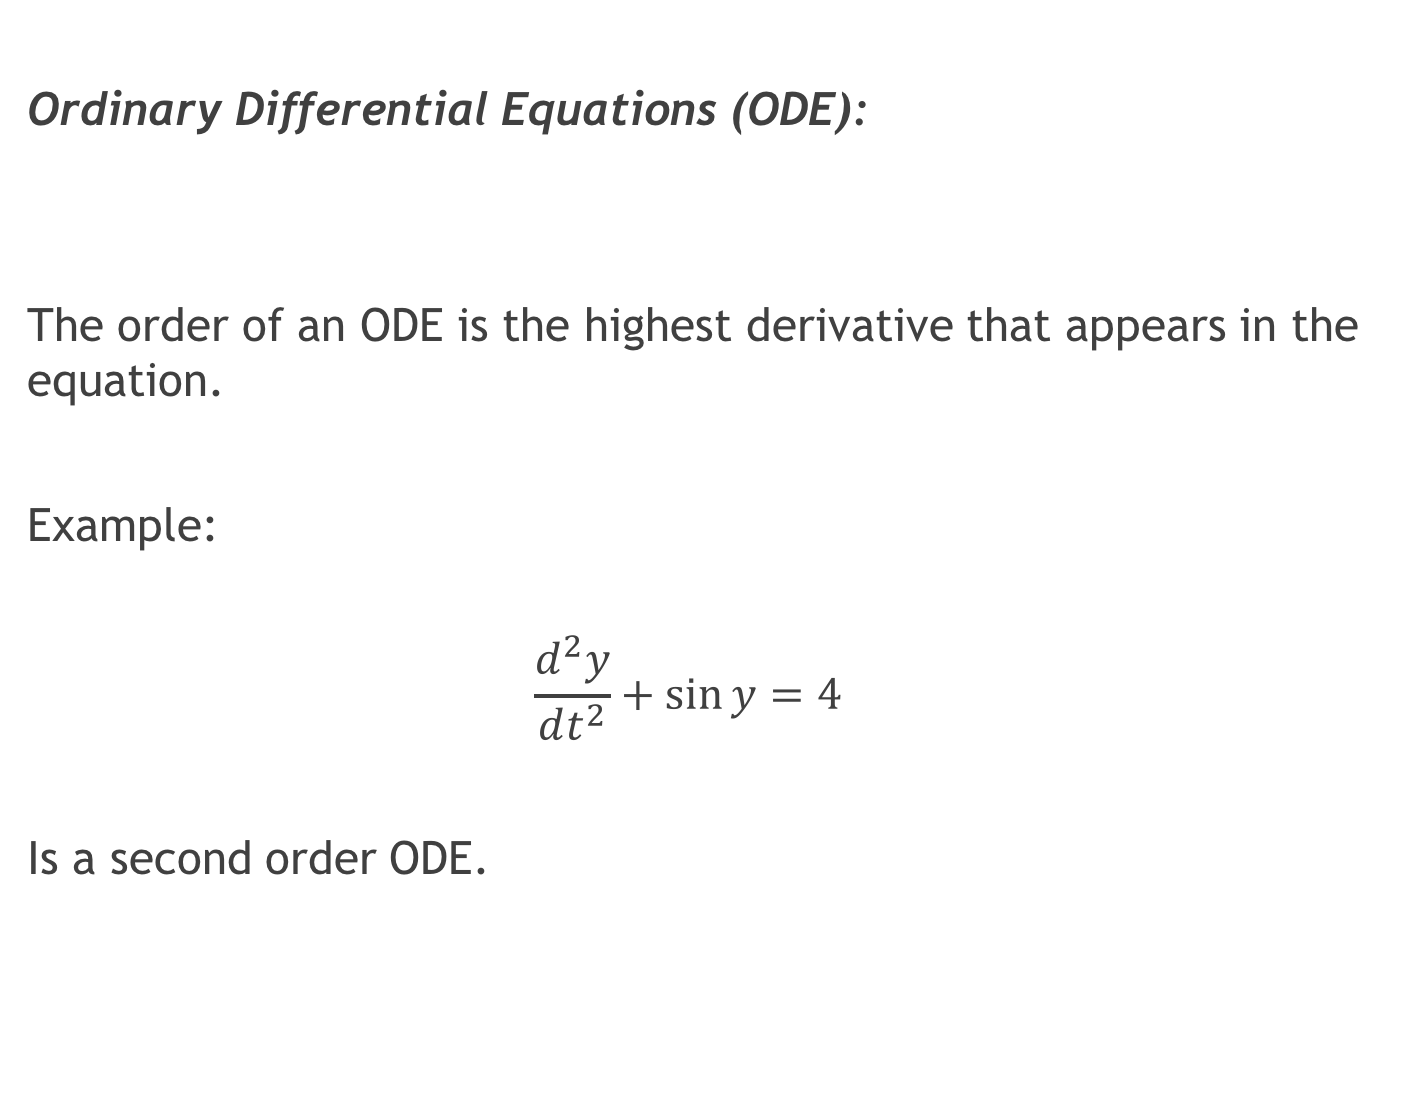 Ordinary Differential Equations (ODE):
The order of an ODE is the highest derivative that appears in the
equation.
Example:
d²y/dt² + sin y = 4
Is a second order ODE.